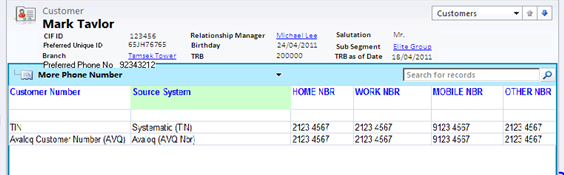 Customer
Customers
Mark Tavlor
CIF ID 123456 Relationship Manager Michael Lee Salutation Mr.
Preferred Unique ID 65JH76765 Birthday 24/04/2011 Sub Segment Elite Group
Branch Tamsek Tower TRB 200000 TRB as of Date 18/04/2011
Preferred Phone No 92343212
More Phone Number Search for records
Customer Number Source System HOME NBR WORK NBR MOBILE NBR OTHER NBR
TIN Systematic (TIN) 2123 4567 2123 4567 9123 4567 2123 4567
Avaloq Customer Number (AVQ) Avaloq (AVQ Nbr) 2123 4567 2123 4567 9123 4567 2123 4567